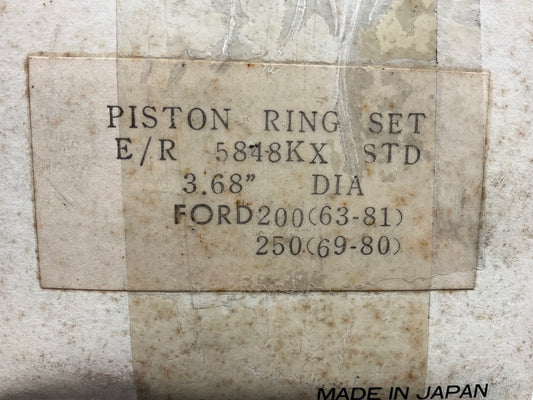 PISTON RING SET
E/R 5848KX STD
3.68" DIA
FORD 200(63-81)
250(69-80)
MADE IN JAPAN